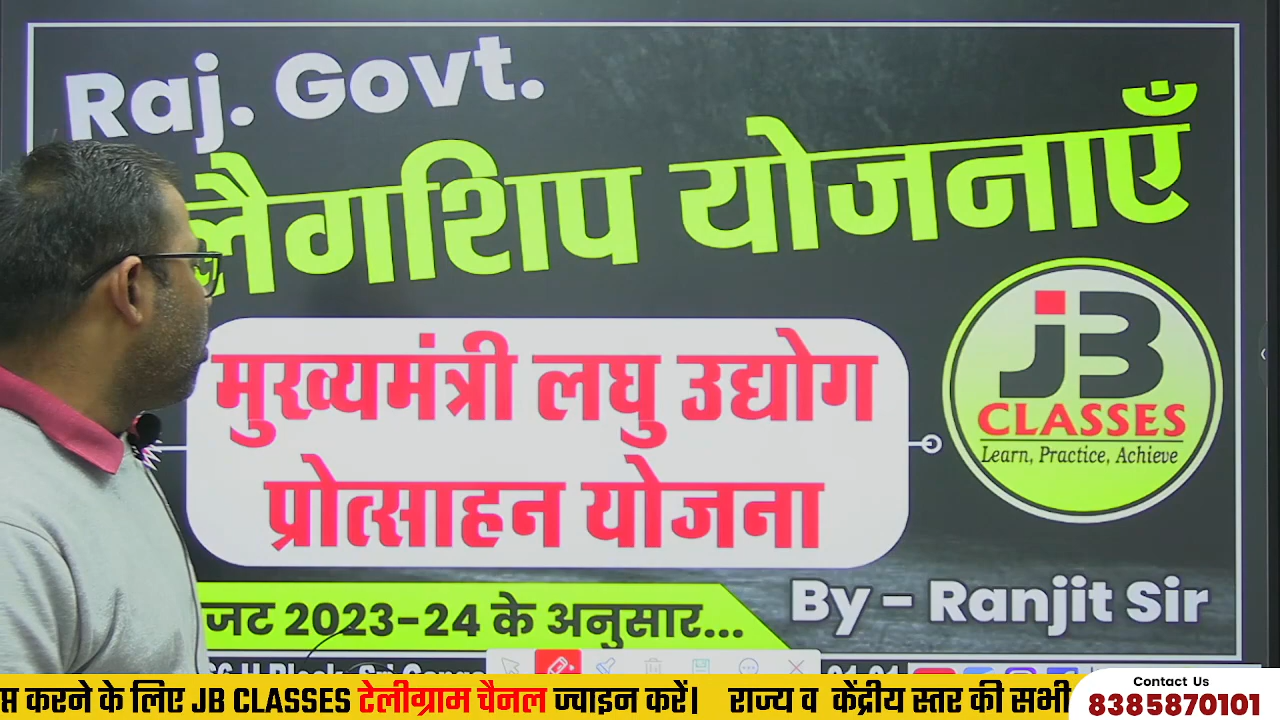 Raj. Govt.
लैगशिप योजनाएँ
मुख्यमंत्री लघु उद्योग
प्रोत्साहन योजना
JB
CLASSES
Learn, Practice, Achieve
जट 2023-24 के अनुसार...
By - Ranjit Sir
करने के लिए JB CLASSES टेलीग्राम चैनल ज्वाइन करें। राज्य व केंद्रीय स्तर की सभी
Contact Us
8385870101